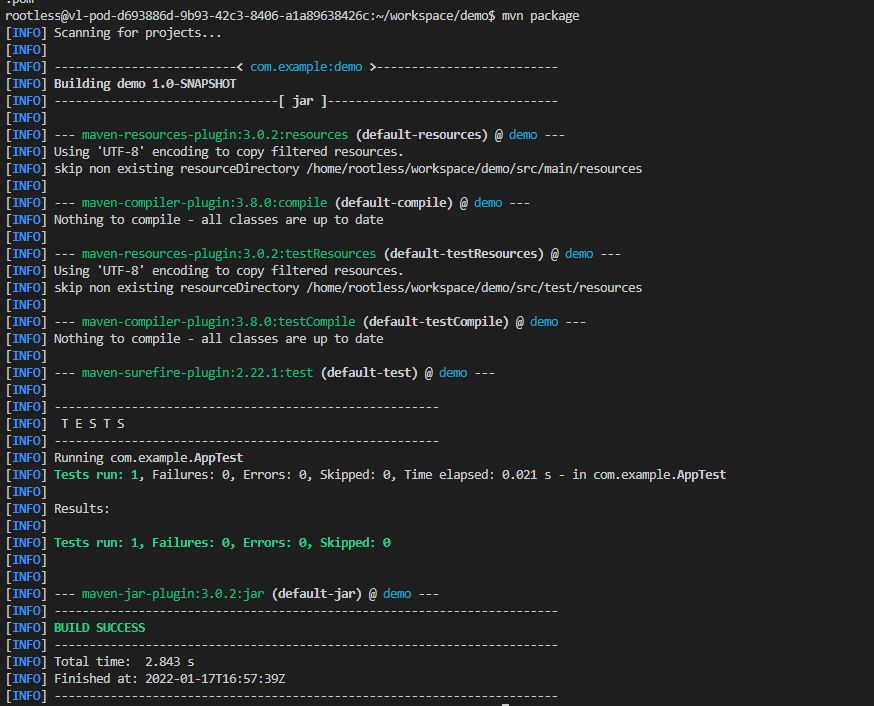 .pom
rootless@vl-pod-d693886d-9b93-42c3-8406-a1a89638426c:~/workspace/demo$ mvn package
[INFO] Scanning for projects...
[INFO]
[INFO] --------------------------< com.example:demo >--------------------------
[INFO] Building demo 1.0-SNAPSHOT
[INFO] --------------------------------[ jar ]---------------------------------
[INFO]
[INFO] --- maven-resources-plugin:3.0.2:resources (default-resources) @ demo ---
[INFO] Using 'UTF-8' encoding to copy filtered resources.
[INFO] skip non existing resourceDirectory /home/rootless/workspace/demo/src/main/resources
[INFO]
[INFO] --- maven-compiler-plugin:3.8.0:compile (default-compile) @ demo ---
[INFO] Nothing to compile - all classes are up to date
[INFO]
[INFO] --- maven-resources-plugin:3.0.2:testResources (default-testResources) @ demo ---
[INFO] Using 'UTF-8' encoding to copy filtered resources.
[INFO] skip non existing resourceDirectory /home/rootless/workspace/demo/src/test/resources
[INFO]
[INFO] --- maven-compiler-plugin:3.8.0:testCompile (default-testCompile) @ demo ---
[INFO] Nothing to compile - all classes are up to date
[INFO]
[INFO] --- maven-surefire-plugin:2.22.1:test (default-test) @ demo ---
[INFO]
[INFO] -------------------------------------------------------
[INFO]  T E S T S
[INFO] -------------------------------------------------------
[INFO] Running com.example.AppTest
[INFO] Tests run: 1, Failures: 0, Errors: 0, Skipped: 0, Time elapsed: 0.021 s - in com.example.AppTest
[INFO]
[INFO] Results:
[INFO]
[INFO] Tests run: 1, Failures: 0, Errors: 0, Skipped: 0
[INFO]
[INFO]
[INFO] --- maven-jar-plugin:3.0.2:jar (default-jar) @ demo ---
[INFO] ------------------------------------------------------------------------
[INFO] BUILD SUCCESS
[INFO] ------------------------------------------------------------------------
[INFO] Total time:  2.843 s
[INFO] Finished at: 2022-01-17T16:57:39Z
[INFO] ------------------------------------------------------------------------